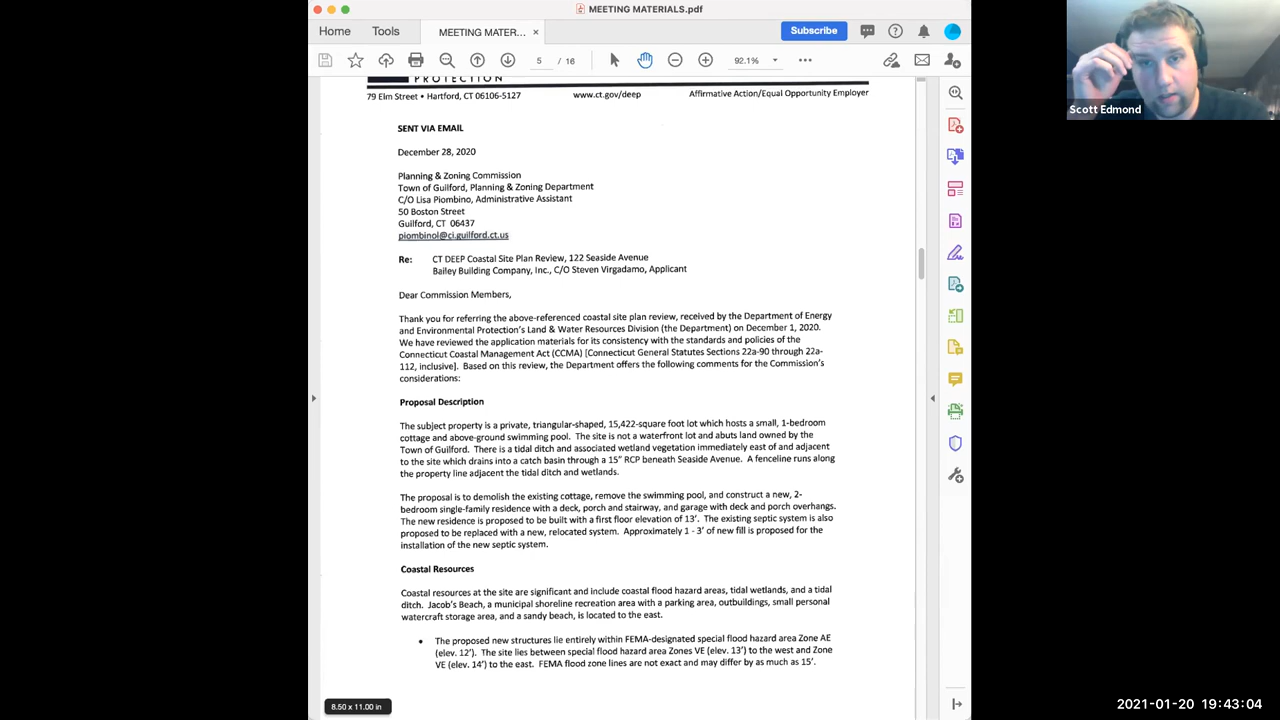 MEETING MATERIALS.pdf
Home
Tools
MEETING MATER...
Subscribe
5 / 16
92.1%
PROTECTION
79 Elm Street • Hartford, CT 06106-5127
www.ct.gov/deep
Affirmative Action/Equal Opportunity Employer
SENT VIA EMAIL
December 28, 2020
Planning & Zoning Commission
Town of Guilford, Planning & Zoning Department
C/O Lisa Piombino, Administrative Assistant
50 Boston Street
Guilford, CT 06437
piombinol@ci.guilford.ct.us
Re: CT DEEP Coastal Site Plan Review, 122 Seaside Avenue
Bailey Building Company, Inc., C/O Steven Virgadamo, Applicant
Dear Commission Members,
Thank you for referring the above-referenced coastal site plan review, received by the Department of Energy
and Environmental Protection's Land & Water Resources Division (the Department) on December 1, 2020.
We have reviewed the application materials for its consistency with the standards and policies of the
Connecticut Coastal Management Act (CCMA) [Connecticut General Statutes Sections 22a-90 through 22a-
112, inclusive]. Based on this review, the Department offers the following comments for the Commission's
considerations:
Proposal Description
The subject property is a private, triangular-shaped, 15,422-square foot lot which hosts a small, 1-bedroom
cottage and above-ground swimming pool. The site is not a waterfront lot and abuts land owned by the
Town of Guilford. There is a tidal ditch and associated wetland vegetation immediately east of and adjacent
to the site which drains into a catch basin through a 15" RCP beneath Seaside Avenue. A fenceline runs along
the property line adjacent the tidal ditch and wetlands.
The proposal is to demolish the existing cottage, remove the swimming pool, and construct a new, 2-
bedroom single-family residence with a deck, porch and stairway, and garage with deck and porch overhangs.
The new residence is proposed to be built with a first floor elevation of 13'. The existing septic system is also
proposed to be replaced with a new, relocated system. Approximately 1 - 3' of new fill is proposed for the
installation of the new septic system.
Coastal Resources
Coastal resources at the site are significant and include coastal flood hazard areas, tidal wetlands, and a tidal
ditch. Jacob's Beach, a municipal shoreline recreation area with a parking area, outbuildings, small personal
watercraft storage area, and a sandy beach, is located to the east.
• The proposed new structures lie entirely within FEMA-designated special flood hazard area Zone AE
(elev. 12'). The site lies between special flood hazard area Zones VE (elev. 13') to the west and Zone
VE (elev. 14') to the east. FEMA flood zone lines are not exact and may differ by as much as 15'.
8.50 x 11.00 in
Scott Edmond
2021-01-20 19:43:04